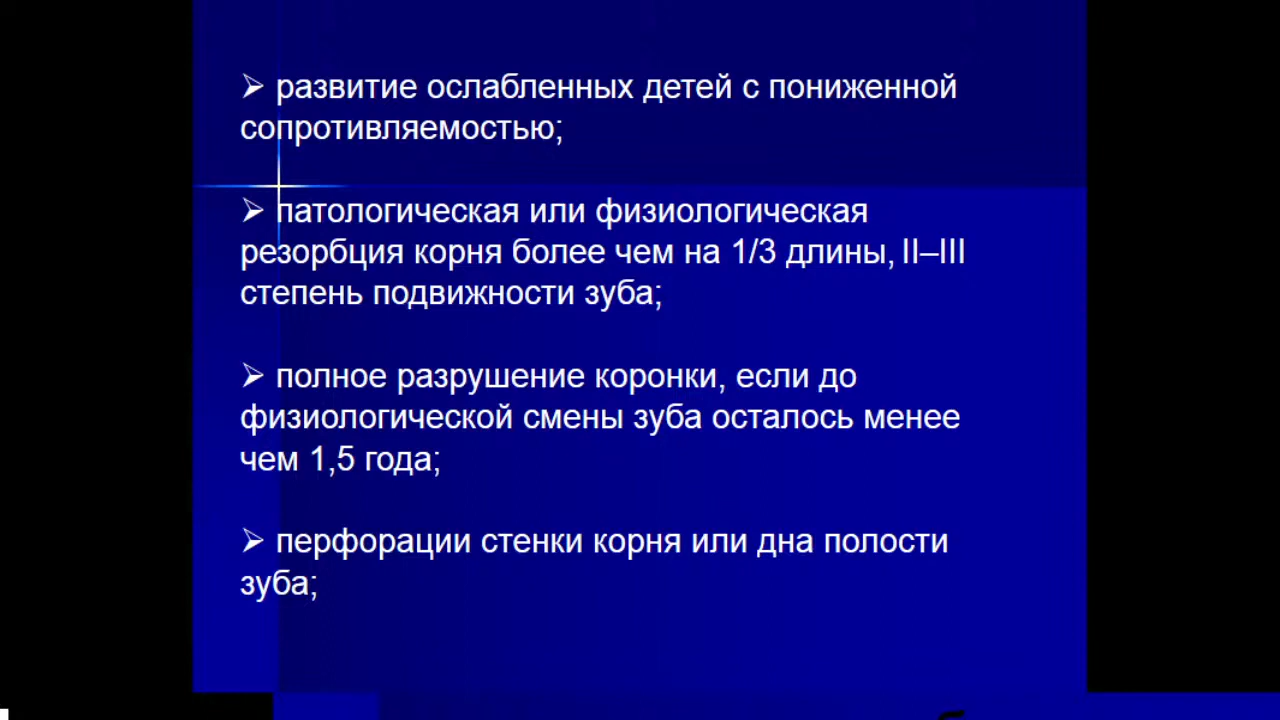 ➢ развитие ослабленных детей с пониженной
сопротивляемостью;
➢ патологическая или физиологическая
резорбция корня более чем на 1/3 длины, II–III
степень подвижности зуба;
➢ полное разрушение коронки, если до
физиологической смены зуба осталось менее
чем 1,5 года;
➢ перфорации стенки корня или дна полости
зуба;